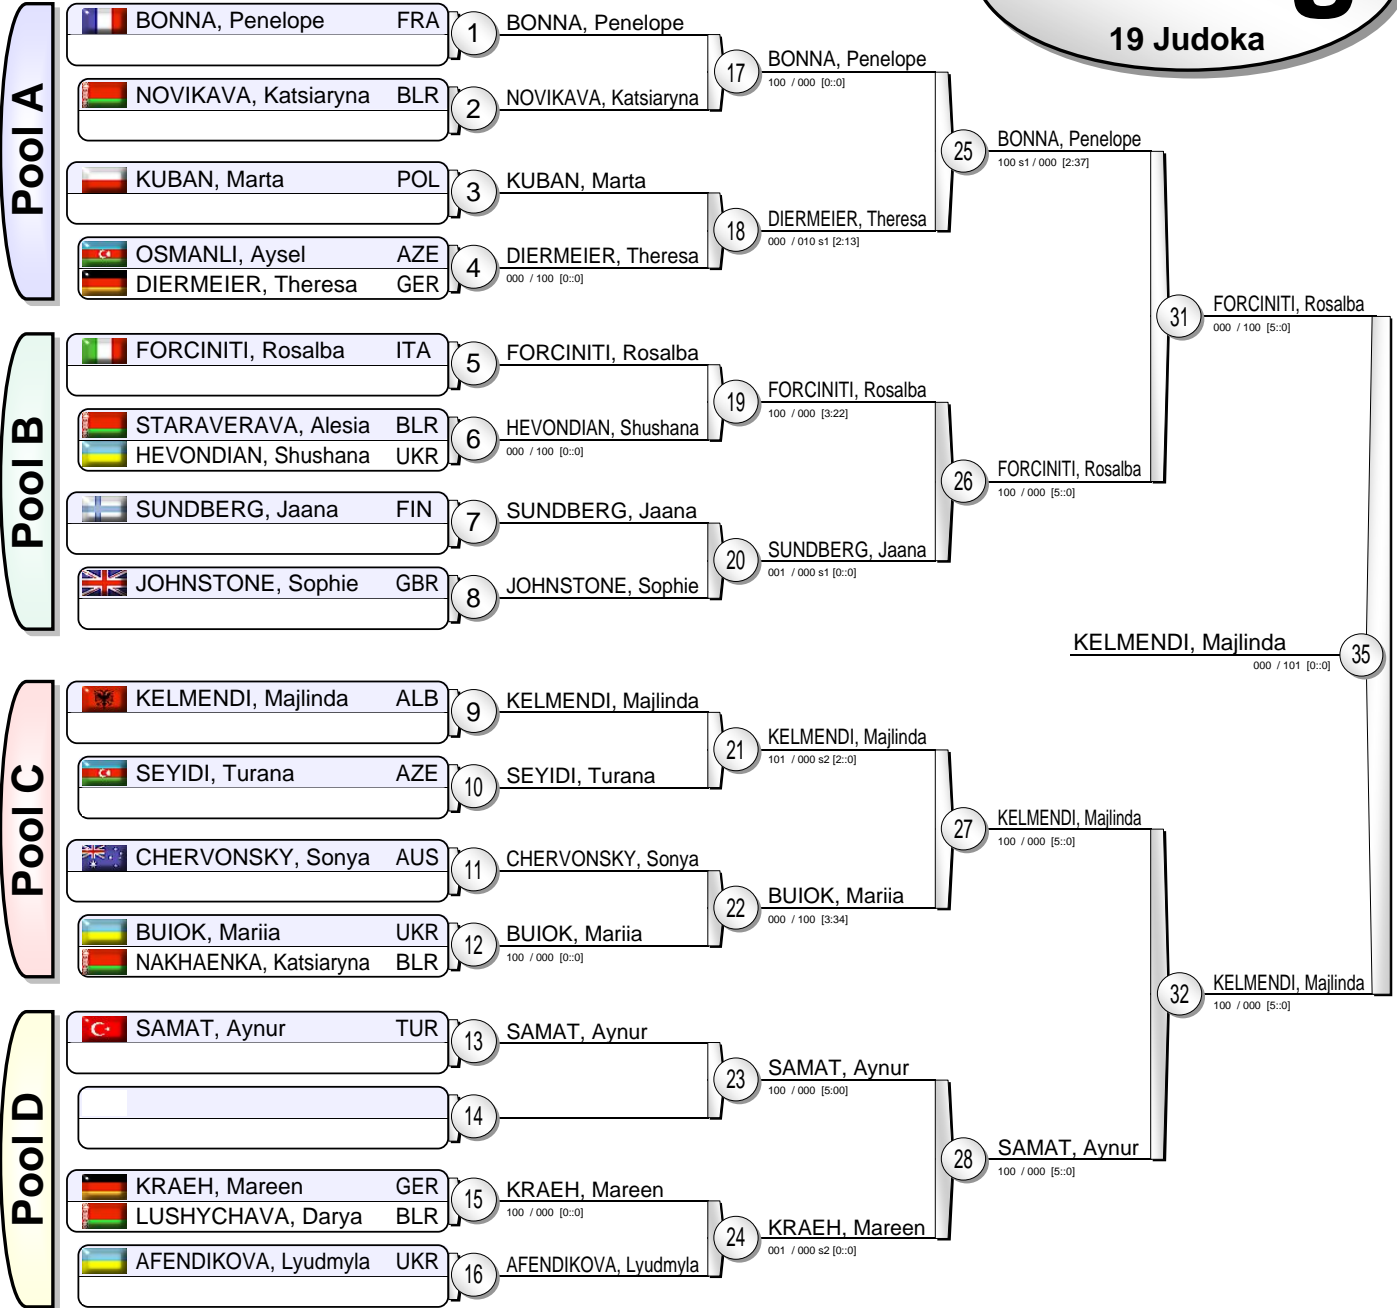 19 Judoka
Pool A
BONNA, Penelope FRA
1
BONNA, Penelope
NOVIKAVA, Katsiaryna BLR
2
NOVIKAVA, Katsiaryna
17
BONNA, Penelope
100 / 000 [0::0]
KUBAN, Marta POL
3
KUBAN, Marta
OSMANLI, Aysel AZE
DIERMEIER, Theresa GER
4
DIERMEIER, Theresa
000 / 100 [0::0]
18
DIERMEIER, Theresa
000 / 010 s1 [2:13]
25
BONNA, Penelope
100 s1 / 000 [2:37]
Pool B
FORCINITI, Rosalba ITA
5
FORCINITI, Rosalba
STARAVERAVA, Alesia BLR
HEVONDIAN, Shushana UKR
6
HEVONDIAN, Shushana
000 / 100 [0::0]
19
FORCINITI, Rosalba
100 / 000 [3:22]
SUNDBERG, Jaana FIN
7
SUNDBERG, Jaana
JOHNSTONE, Sophie GBR
8
JOHNSTONE, Sophie
20
SUNDBERG, Jaana
001 / 000 s1 [0::0]
26
FORCINITI, Rosalba
100 / 000 [5::0]
31
FORCINITI, Rosalba
000 / 100 [5::0]
KELMENDI, Majlinda
000 / 101 [0::0]
35
Pool C
KELMENDI, Majlinda ALB
9
KELMENDI, Majlinda
SEYIDI, Turana AZE
10
SEYIDI, Turana
21
KELMENDI, Majlinda
101 / 000 s2 [2::0]
CHERVONSKY, Sonya AUS
11
CHERVONSKY, Sonya
BUIOK, Mariia UKR
NAKHAENKA, Katsiaryna BLR
12
BUIOK, Mariia
100 / 000 [0::0]
22
BUIOK, Mariia
000 / 100 [3:34]
27
KELMENDI, Majlinda
100 / 000 [5::0]
Pool D
SAMAT, Aynur TUR
13
SAMAT, Aynur
14
23
SAMAT, Aynur
100 / 000 [5:00]
KRAEH, Mareen GER
LUSHYCHAVA, Darya BLR
15
KRAEH, Mareen
100 / 000 [0::0]
AFENDIKOVA, Lyudmyla UKR
16
AFENDIKOVA, Lyudmyla
24
KRAEH, Mareen
001 / 000 s2 [0::0]
28
SAMAT, Aynur
100 / 000 [5::0]
32
KELMENDI, Majlinda
100 / 000 [5::0]